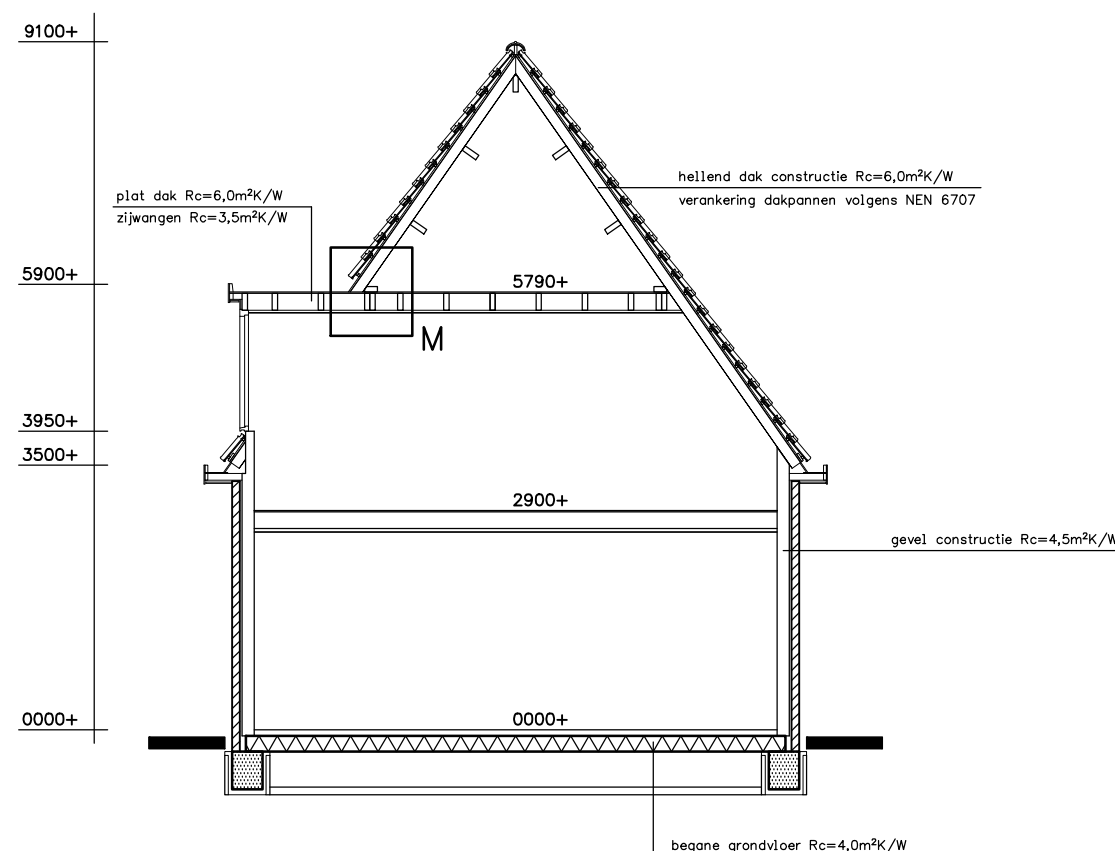 9100+
hellend dak constructie Rc=6,0m²K/W
verankering dakpannen volgens NEN 6707
plat dak Rc=6,0m²K/W
zijwangen Rc=3,5m²K/W
5900+
5790+
M
3950+
3500+
2900+
gevel constructie Rc=4,5m²K/W
0000+
0000+
begane grondvloer Rc=4,0m²K/W